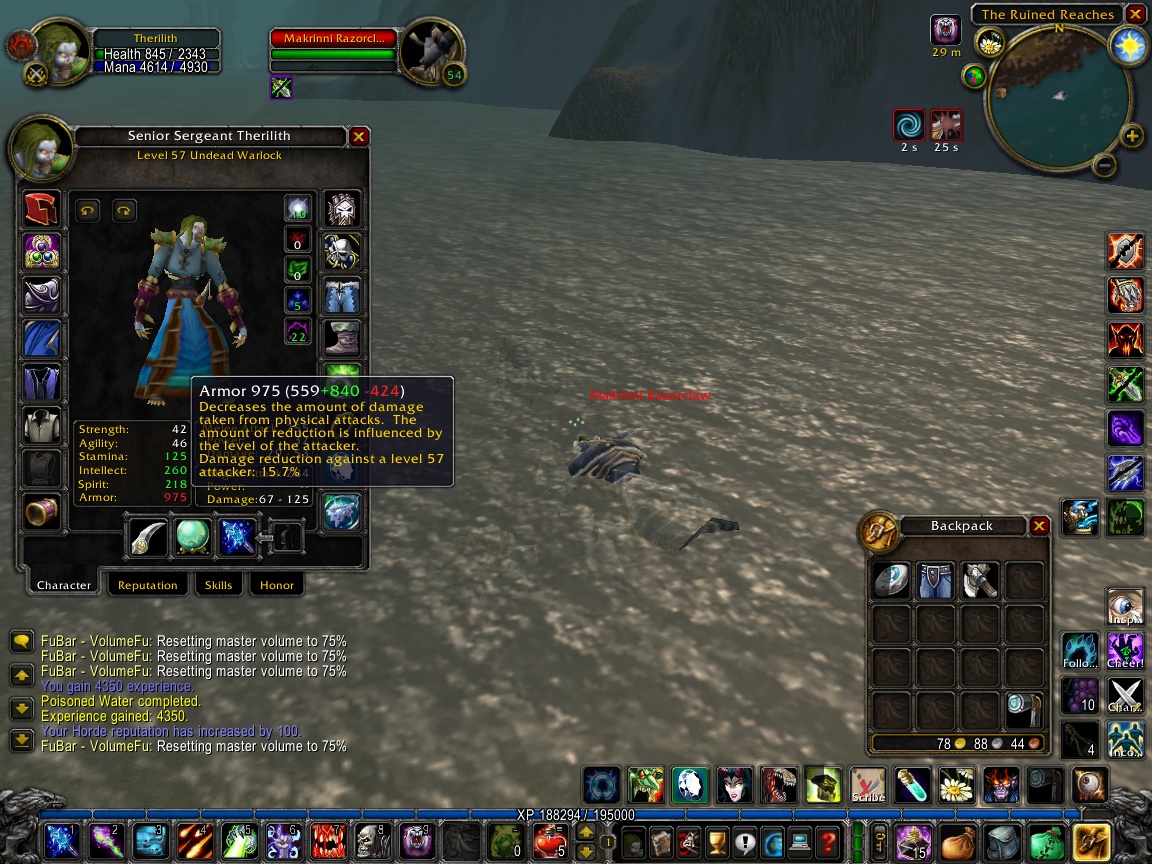 Therilith
Health 845 / 2343
Mana 4614 / 4930
Makrinni Razorcl...
54
29 m
The Ruined Reaches
N
2 s
25 s
Senior Sergeant Therilith
Level 57 Undead Warlock
10
0
0
5
22
Armor 975 (559+840 -424)
Decreases the amount of damage
taken from physical attacks. The
amount of reduction is influenced by
the level of the attacker.
Damage reduction against a level 57
attacker: 15.7%
Strength: 42
Agility: 46
Stamina: 125
Intellect: 260
Spirit: 218
Armor: 975
Power:
Damage: 67 - 125
Character
Reputation
Skills
Honor
Makrinni Razorclaw
Backpack
78 88 44
Insp..
Follo...
Cheer!
10
Char..
4
FuBar - VolumeFu: Resetting master volume to 75%
FuBar - VolumeFu: Resetting master volume to 75%
FuBar - VolumeFu: Resetting master volume to 75%
You gain 4350 experience.
Poisoned Water completed.
Experience gained: 4350.
Your Horde reputation has increased by 100.
FuBar - VolumeFu: Resetting master volume to 75%
Scribe
XP 188294 / 195000
1
2
3
4
5
6
7
8
9
0
5
1
15